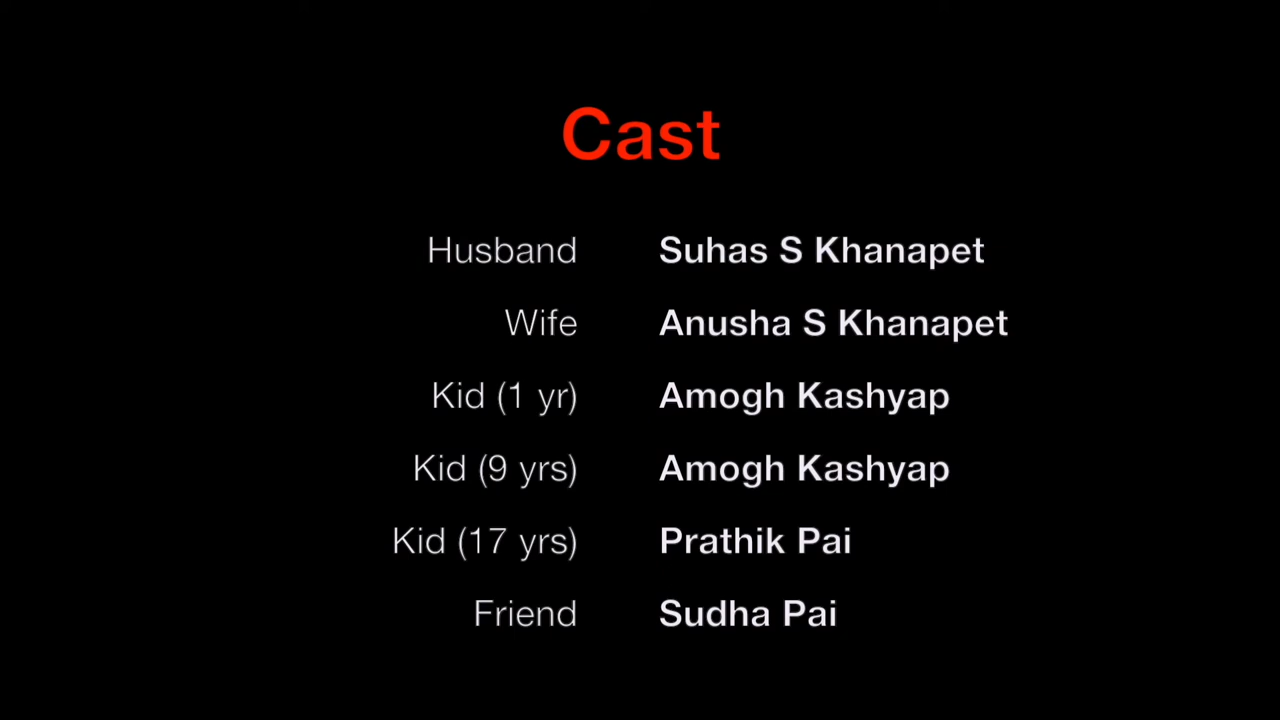 Cast
Husband Suhas S Khanapet
Wife Anusha S Khanapet
Kid (1 yr) Amogh Kashyap
Kid (9 yrs) Amogh Kashyap
Kid (17 yrs) Prathik Pai
Friend Sudha Pai